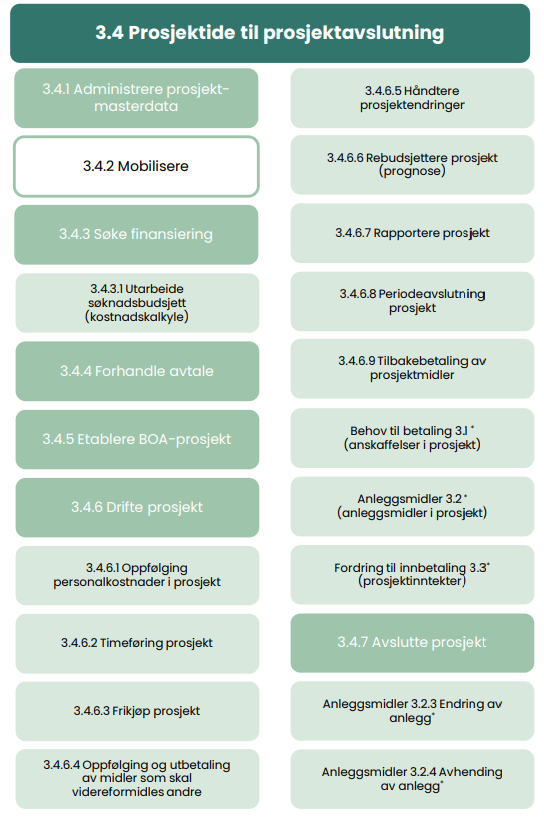 3.4 Prosjektide til prosjektavslutning
3.4.1 Administrere prosjekt-
masterdata
3.4.2 Mobilisere
3.4.3 Søke finansiering
3.4.3.1 Utarbeide
søknadsbudsjett
(kostnadskalkyle)
3.4.4 Forhandle avtale
3.4.5 Etablere BOA-prosjekt
3.4.6 Drifte prosjekt
3.4.6.1 Oppfølging
personalkostnader i prosjekt
3.4.6.2 Timeføring prosjekt
3.4.6.3 Frikjøp prosjekt
3.4.6.4 Oppfølging og utbetaling
av midler som skal
videreformidles andre
3.4.6.5 Håndtere
prosjektendringer
3.4.6.6 Rebudsjettere prosjekt
(prognose)
3.4.6.7 Rapportere prosjekt
3.4.6.8 Periodeavslutning
prosjekt
3.4.6.9 Tilbakebetaling av
prosjektmidler
Behov til betaling 3.1 *
(anskaffelser i prosjekt)
Anleggsmidler 3.2 *
(anleggsmidler i prosjekt)
Fordring til innbetaling 3.3*
(prosjektinntekter)
3.4.7 Avslutte prosjekt
Anleggsmidler 3.2.3 Endring av
anlegg*
Anleggsmidler 3.2.4 Avhending
av anlegg*